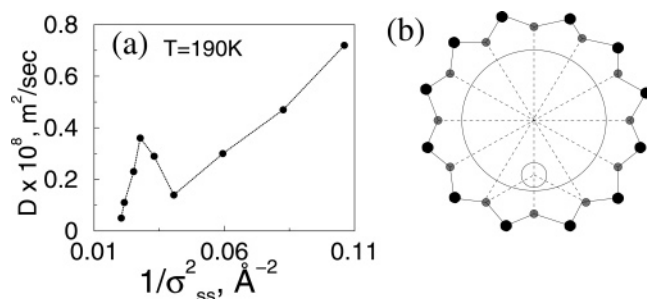 (a)
T=190K
(b)
0.8
0.6
0.4
0.2
0
D x 10⁸, m²/sec
0.01 0.06 0.11
1/σ²ₛₛ, Å⁻²